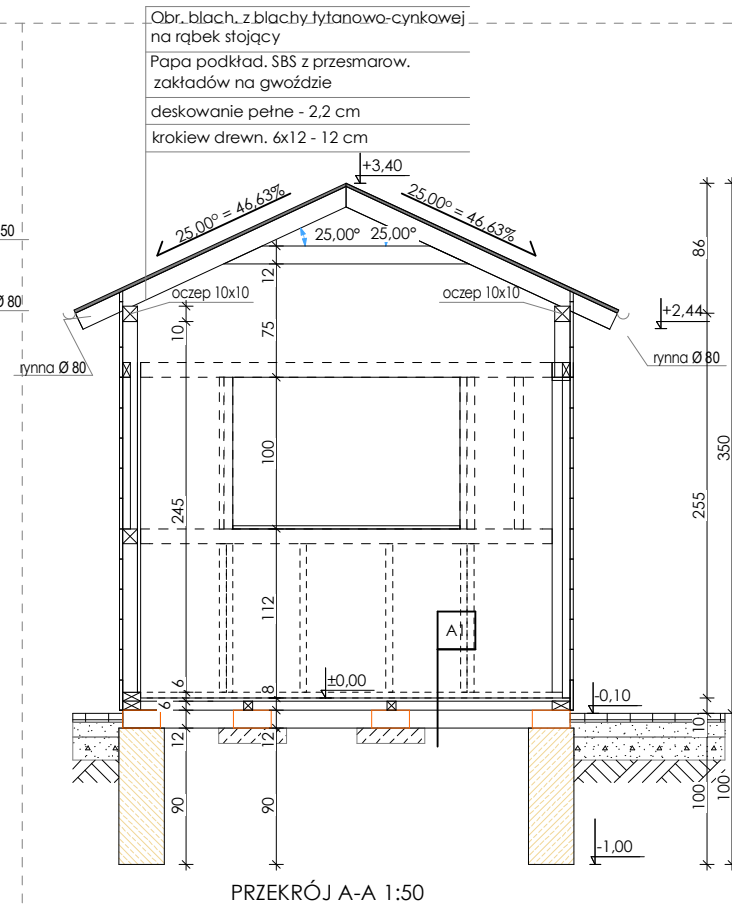 Obr. blach. z blachy tytanowo-cynkowej
na rąbek stojący
Papa podkład. SBS z przesmarow.
zakładów na gwoździe
deskowanie pełne - 2,2 cm
krokiew drewn. 6x12 - 12 cm
+3,40
25,00° = 46,63%
25,00° = 46,63%
50
25,00°
25,00°
86
12
Ø 80
oczep 10x10
oczep 10x10
+2,44
10
75
rynna Ø 80
rynna Ø 80
350
100
245
255
112
A
±0,00
6
8
6
-0,10
12
12
10
90
90
100
100
-1,00
PRZEKRÓJ A-A 1:50